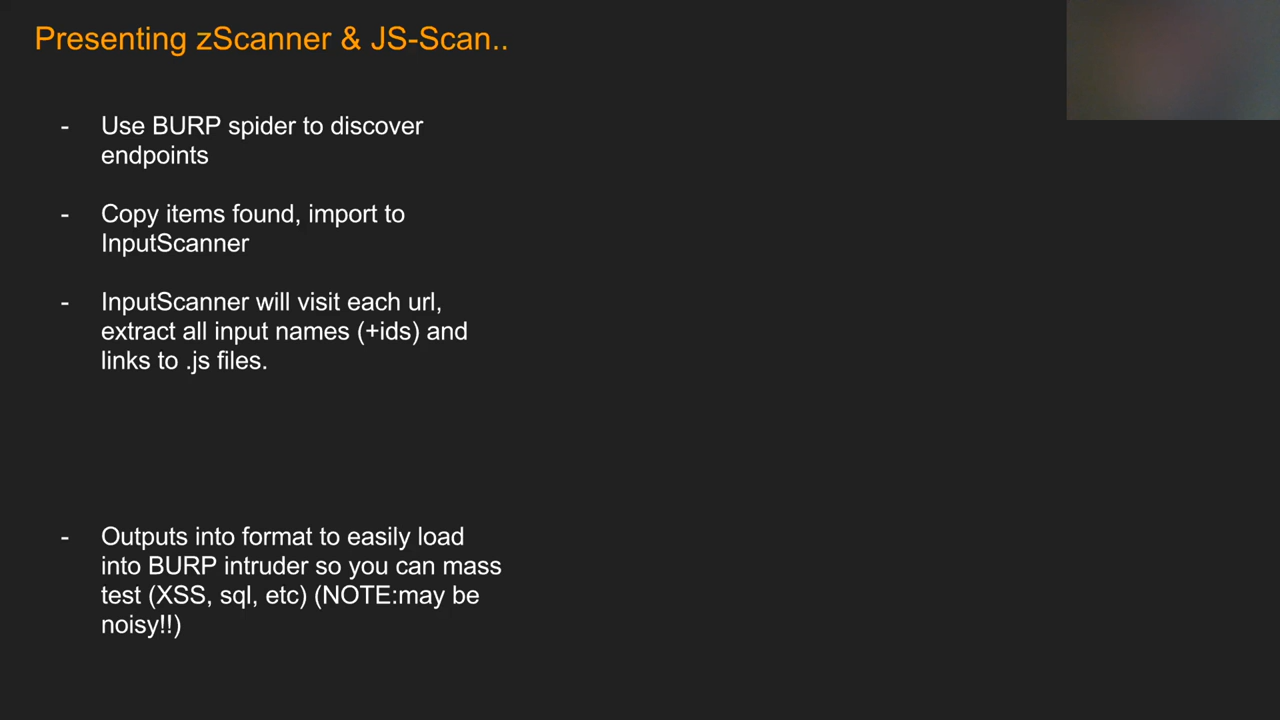 Presenting zScanner & JS-Scan..
- Use BURP spider to discover
endpoints
- Copy items found, import to
InputScanner
- InputScanner will visit each url,
extract all input names (+ids) and
links to .js files.
- Outputs into format to easily load
into BURP intruder so you can mass
test (XSS, sql, etc) (NOTE:may be
noisy!!)